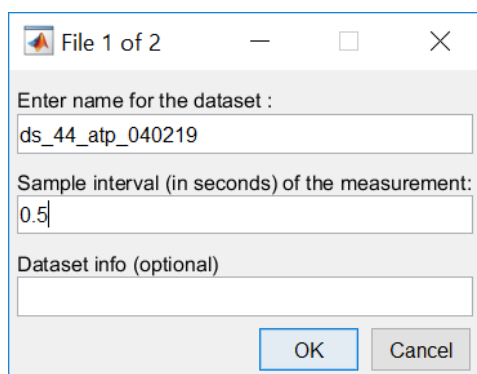 File 1 of 2
Enter name for the dataset :
ds_44_atp_040219
Sample interval (in seconds) of the measurement:
0.5
Dataset info (optional)
OK Cancel